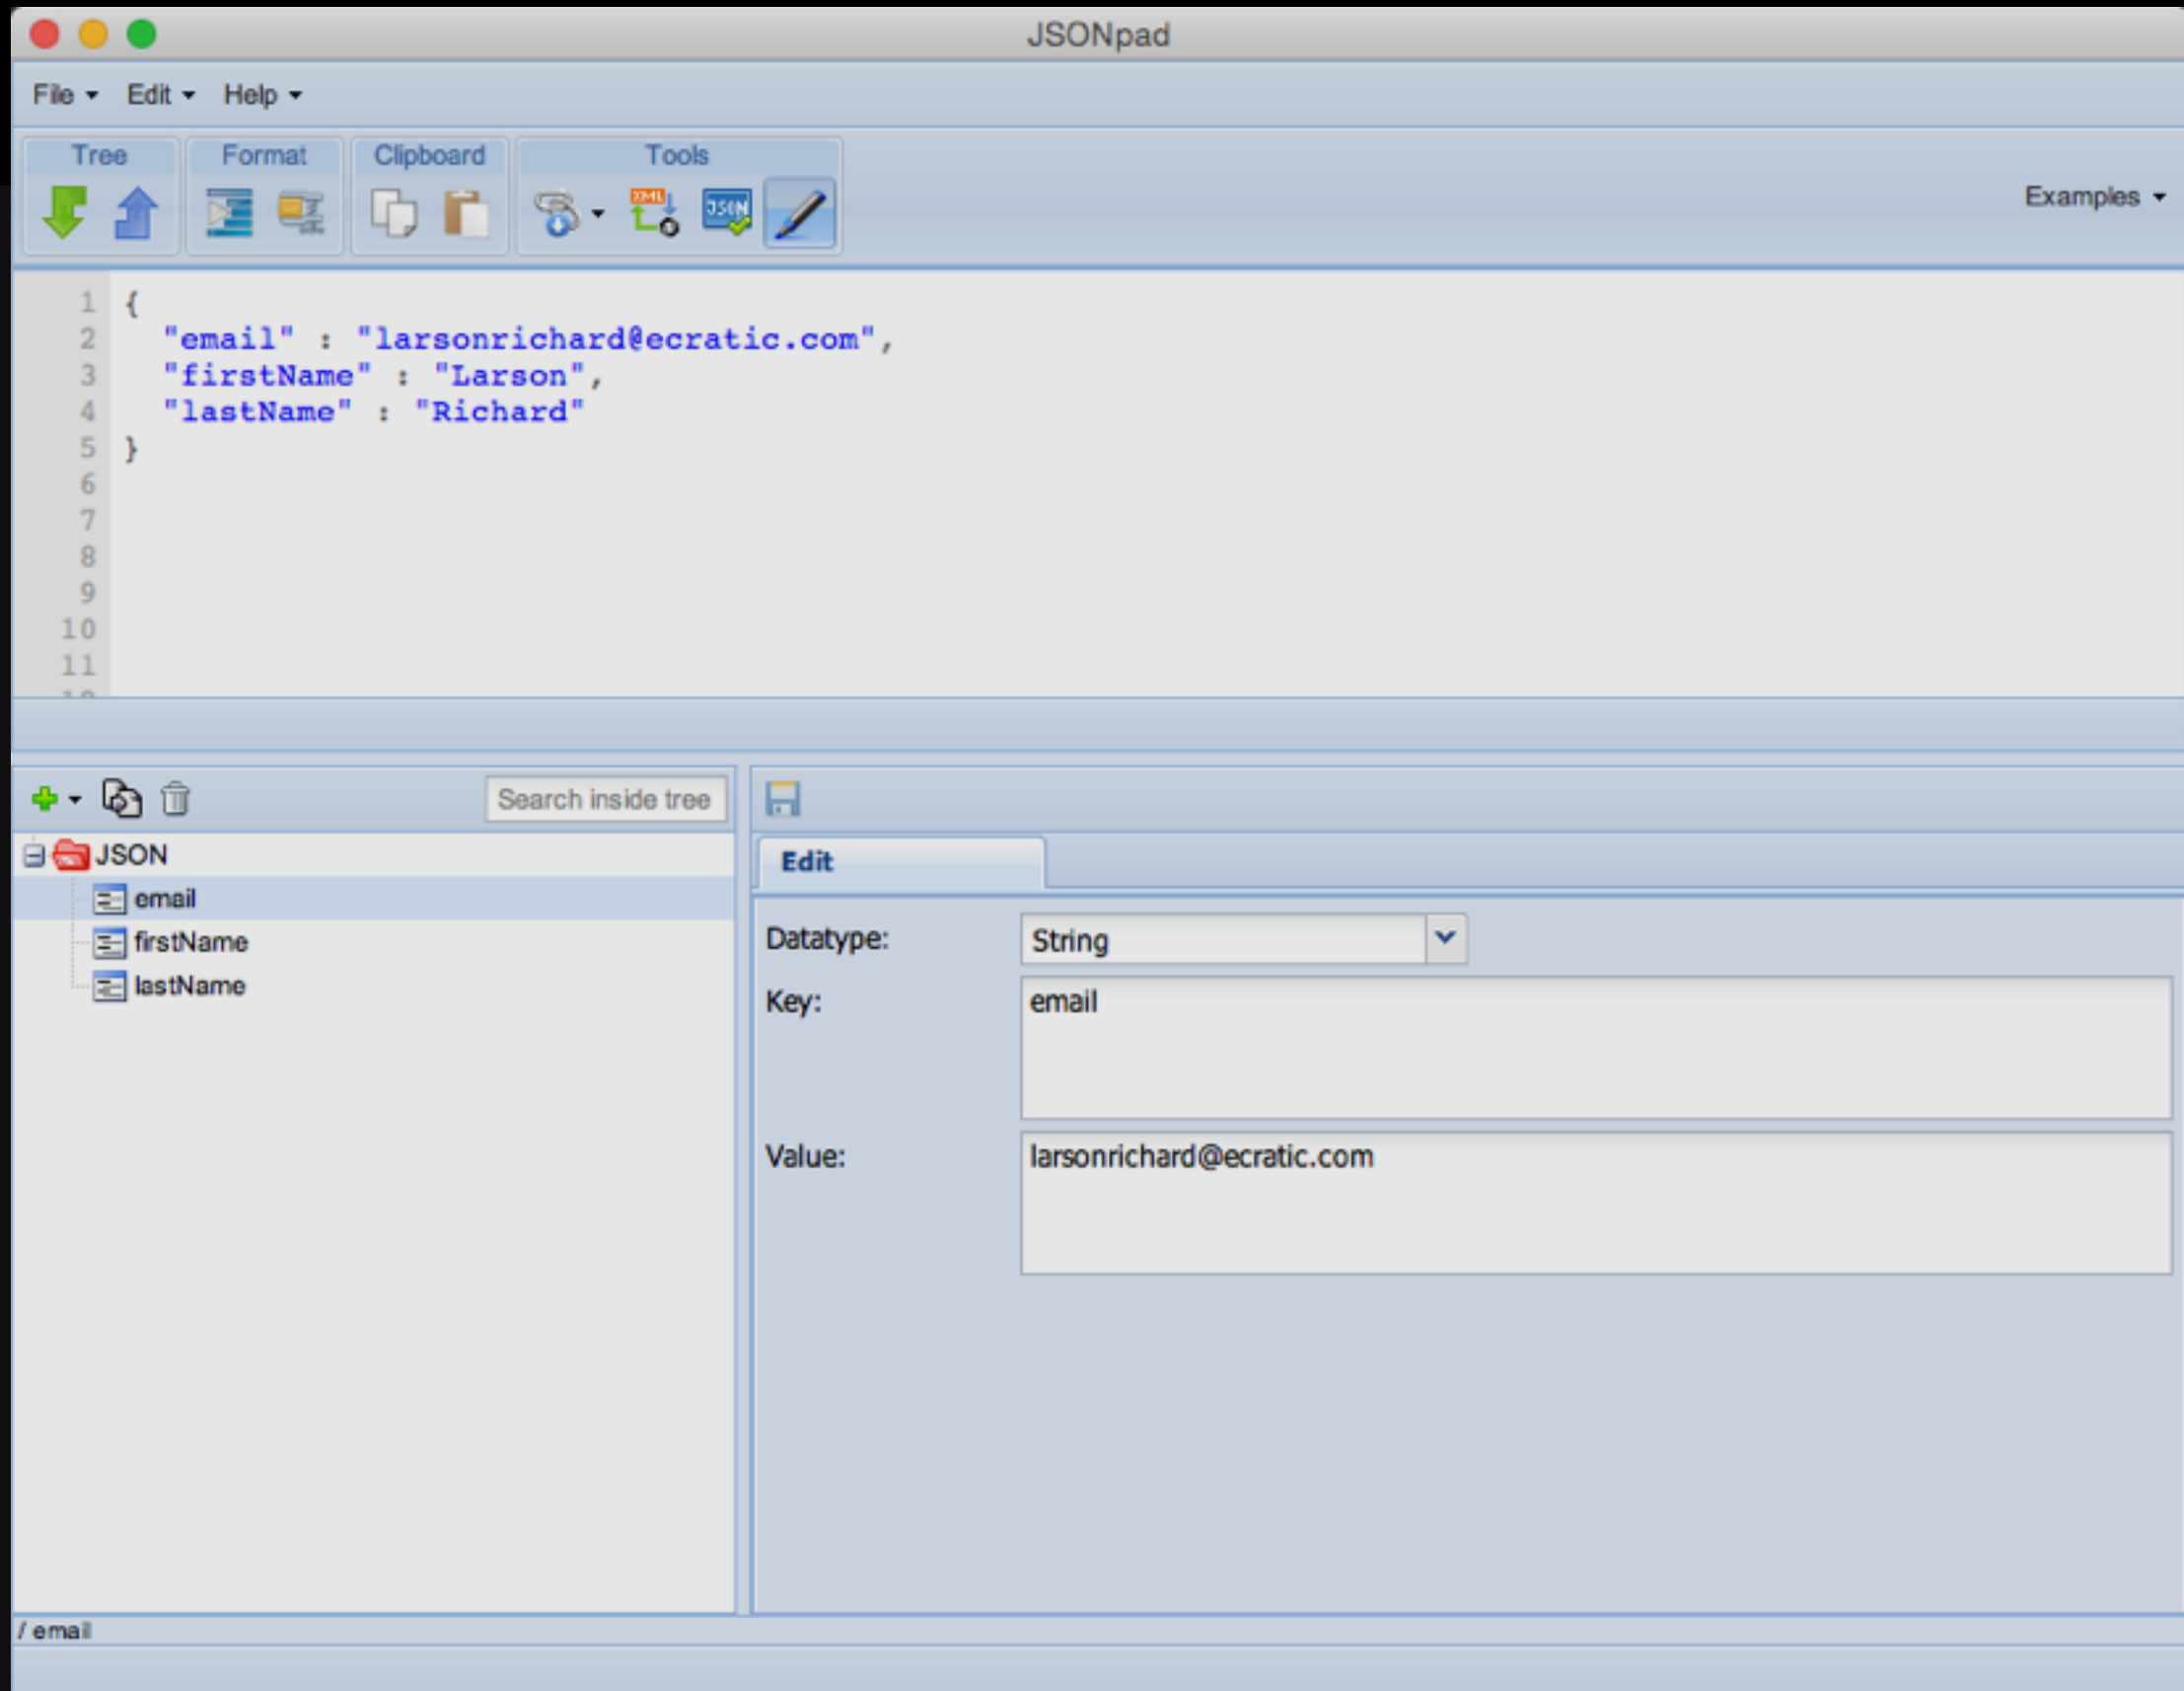 JSONpad
File Edit Help
Tree Format Clipboard Tools
XML JSON
Examples
1 {
2 "email" : "larsonrichard@ecratic.com",
3 "firstName" : "Larson",
4 "lastName" : "Richard"
5 }
6
7
8
9
10
11
Search inside tree
JSON
email
firstName
lastName
Edit
Datatype: String
Key: email
Value: larsonrichard@ecratic.com
/ email